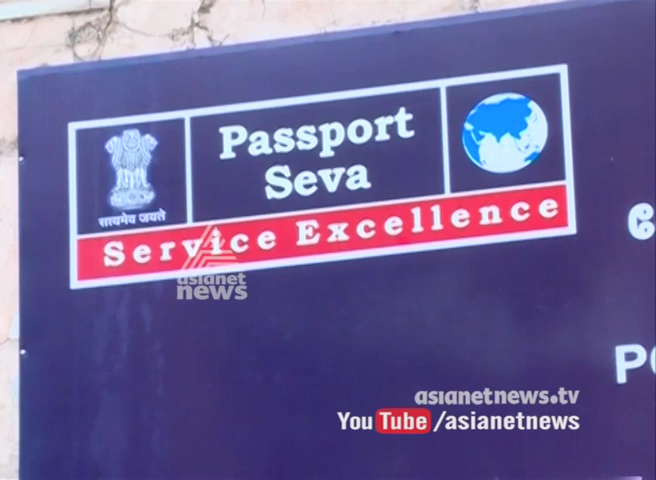 Passport
Seva
सत्यमेव जयते
Service Excellence
asianet
news
asianetnews.tv
YouTube/asianetnews